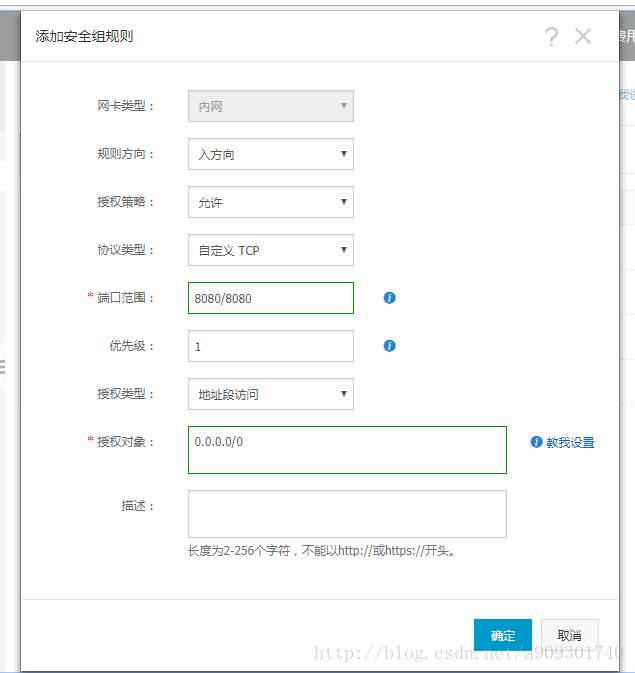 添加安全组规则
费用
我设
网卡类型： 内网
规则方向： 入方向
授权策略： 允许
协议类型： 自定义 TCP
* 端口范围： 8080/8080
优先级： 1
授权类型： 地址段访问
* 授权对象： 0.0.0.0/0 教我设置
描述：
长度为2-256个字符，不能以http://或https://开头。
确定 取消
http://blog.csdn.net/a909301740